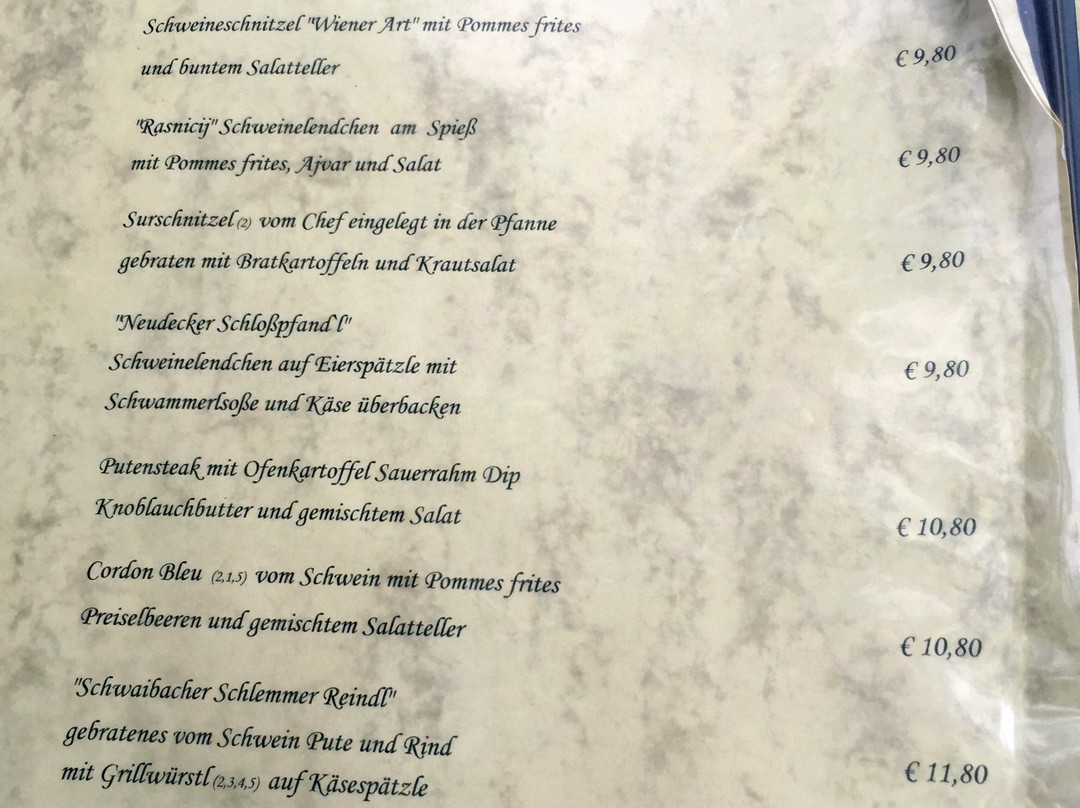 Schweineschnitzel "Wiener Art" mit Pommes frites
und buntem Salatteller € 9,80
"Rasnicij" Schweinelendchen am Spieß
mit Pommes frites, Ajvar und Salat € 9,80
Surschnitzel (2) vom Chef eingelegt in der Pfanne
gebraten mit Bratkartoffeln und Krautsalat € 9,80
"Neudecker Schloßpfand`l"
Schweinelendchen auf Eierspätzle mit € 9,80
Schwammerlsoße und Käse überbacken
Putensteak mit Ofenkartoffel Sauerrahm Dip
Knoblauchbutter und gemischtem Salat € 10,80
Cordon Bleu (2,1,5) vom Schwein mit Pommes frites
Preiselbeeren und gemischtem Salatteller € 10,80
"Schwaibacher Schlemmer Reindl"
gebratenes vom Schwein Pute und Rind
mit Grillwürstl (2,3,4,5) auf Käsespätzle € 11,80